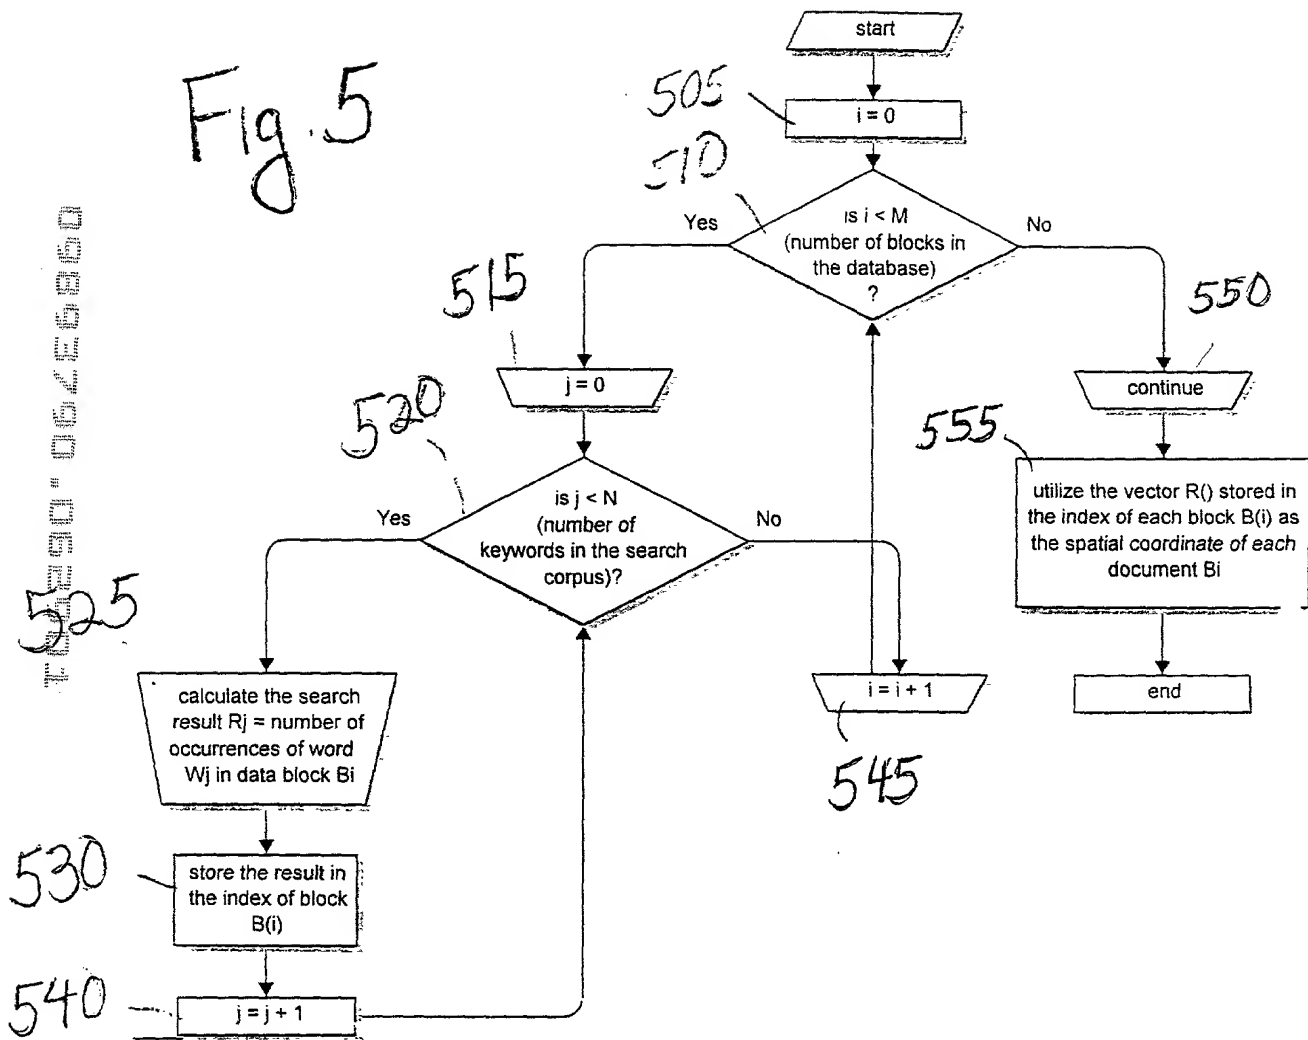 Fig. 5
start
505
i = 0
510
is i < M
(number of blocks in
the database)
?
Yes
No
515
j = 0
550
continue
520
is j < N
(number of
keywords in the search
corpus)?
Yes
No
555
utilize the vector R() stored in
the index of each block B(i) as
the spatial coordinate of each
document Bi
525
calculate the search
result Rj = number of
occurrences of word
Wj in data block Bi
i = i + 1
545
end
530
store the result in
the index of block
B(i)
540
j = j + 1